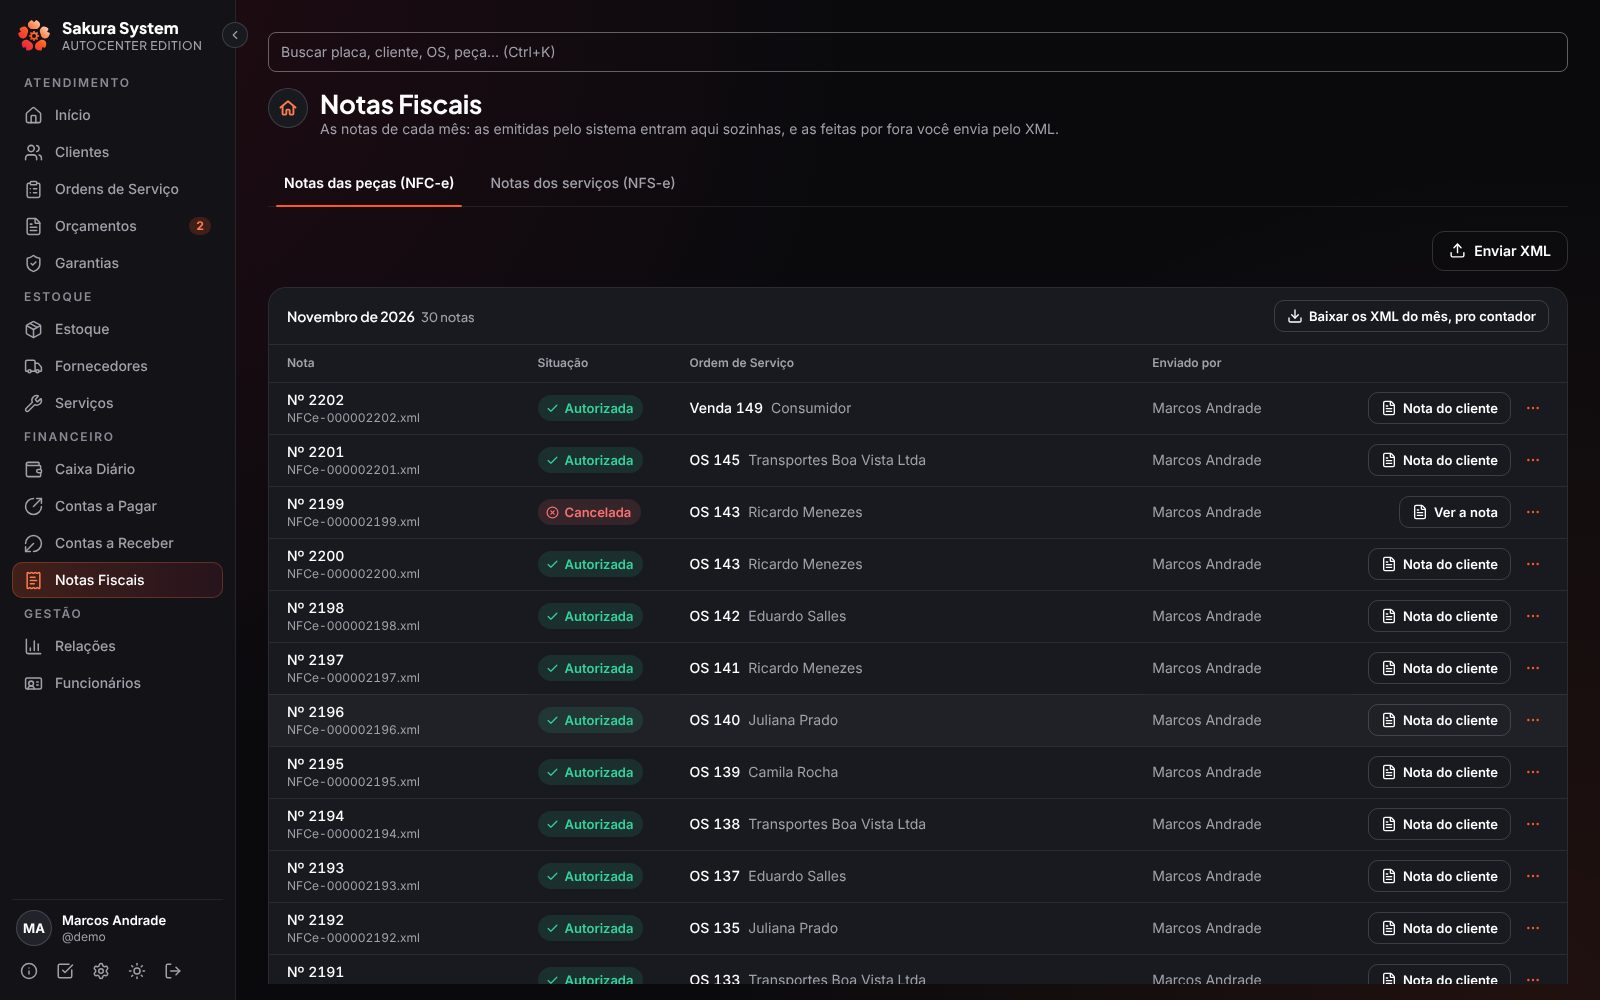 Sakura System
AUTOCENTER EDITION
ATENDIMENTO
Início
Clientes
Ordens de Serviço
Orçamentos 2
Garantias
ESTOQUE
Estoque
Fornecedores
Serviços
FINANCEIRO
Caixa Diário
Contas a Pagar
Contas a Receber
Notas Fiscais
GESTÃO
Relações
Funcionários
MA
Marcos Andrade
@demo
Buscar placa, cliente, OS, peça... (Ctrl+K)
Notas Fiscais
As notas de cada mês: as emitidas pelo sistema entram aqui sozinhas, e as feitas por fora você envia pelo XML.
Notas das peças (NFC-e) Notas dos serviços (NFS-e)
Enviar XML
Novembro de 2026 30 notas Baixar os XML do mês, pro contador
Nota Situação Ordem de Serviço Enviado por
Nº 2202
NFCe-000002202.xml
Autorizada Venda 149 Consumidor Marcos Andrade Nota do cliente
Nº 2201
NFCe-000002201.xml
Autorizada OS 145 Transportes Boa Vista Ltda Marcos Andrade Nota do cliente
Nº 2199
NFCe-000002199.xml
Cancelada OS 143 Ricardo Menezes Marcos Andrade Ver a nota
Nº 2200
NFCe-000002200.xml
Autorizada OS 143 Ricardo Menezes Marcos Andrade Nota do cliente
Nº 2198
NFCe-000002198.xml
Autorizada OS 142 Eduardo Salles Marcos Andrade Nota do cliente
Nº 2197
NFCe-000002197.xml
Autorizada OS 141 Ricardo Menezes Marcos Andrade Nota do cliente
Nº 2196
NFCe-000002196.xml
Autorizada OS 140 Juliana Prado Marcos Andrade Nota do cliente
Nº 2195
NFCe-000002195.xml
Autorizada OS 139 Camila Rocha Marcos Andrade Nota do cliente
Nº 2194
NFCe-000002194.xml
Autorizada OS 138 Transportes Boa Vista Ltda Marcos Andrade Nota do cliente
Nº 2193
NFCe-000002193.xml
Autorizada OS 137 Eduardo Salles Marcos Andrade Nota do cliente
Nº 2192
NFCe-000002192.xml
Autorizada OS 135 Juliana Prado Marcos Andrade Nota do cliente
Nº 2191
Autorizada OS 133 Transportes Boa Vista Ltda Marcos Andrade Nota do cliente